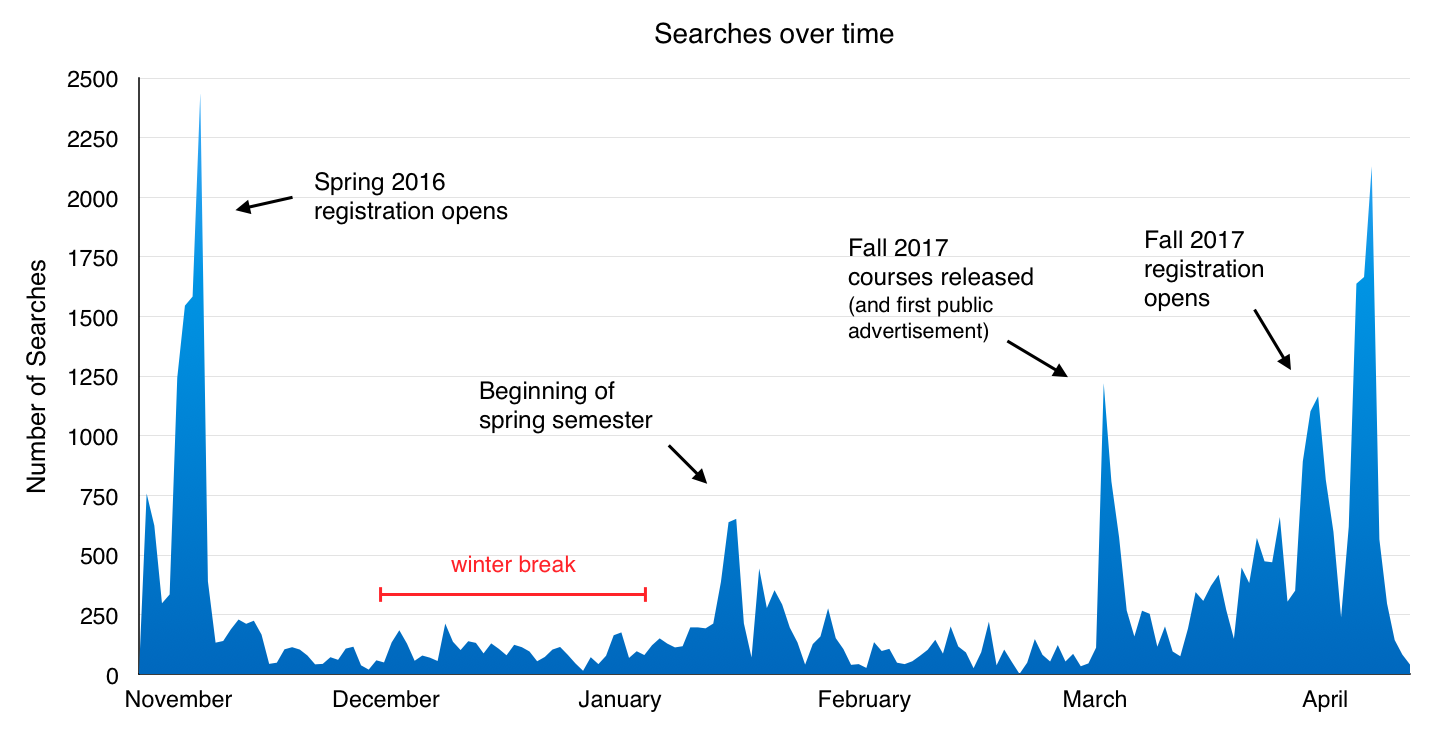 Searches over time
Number of Searches
2500
2250
2000
1750
1500
1250
1000
750
500
250
0
Spring 2016
registration opens
winter break
Beginning of
spring semester
Fall 2017
courses released
(and first public
advertisement)
Fall 2017
registration
opens
November
December
January
February
March
April